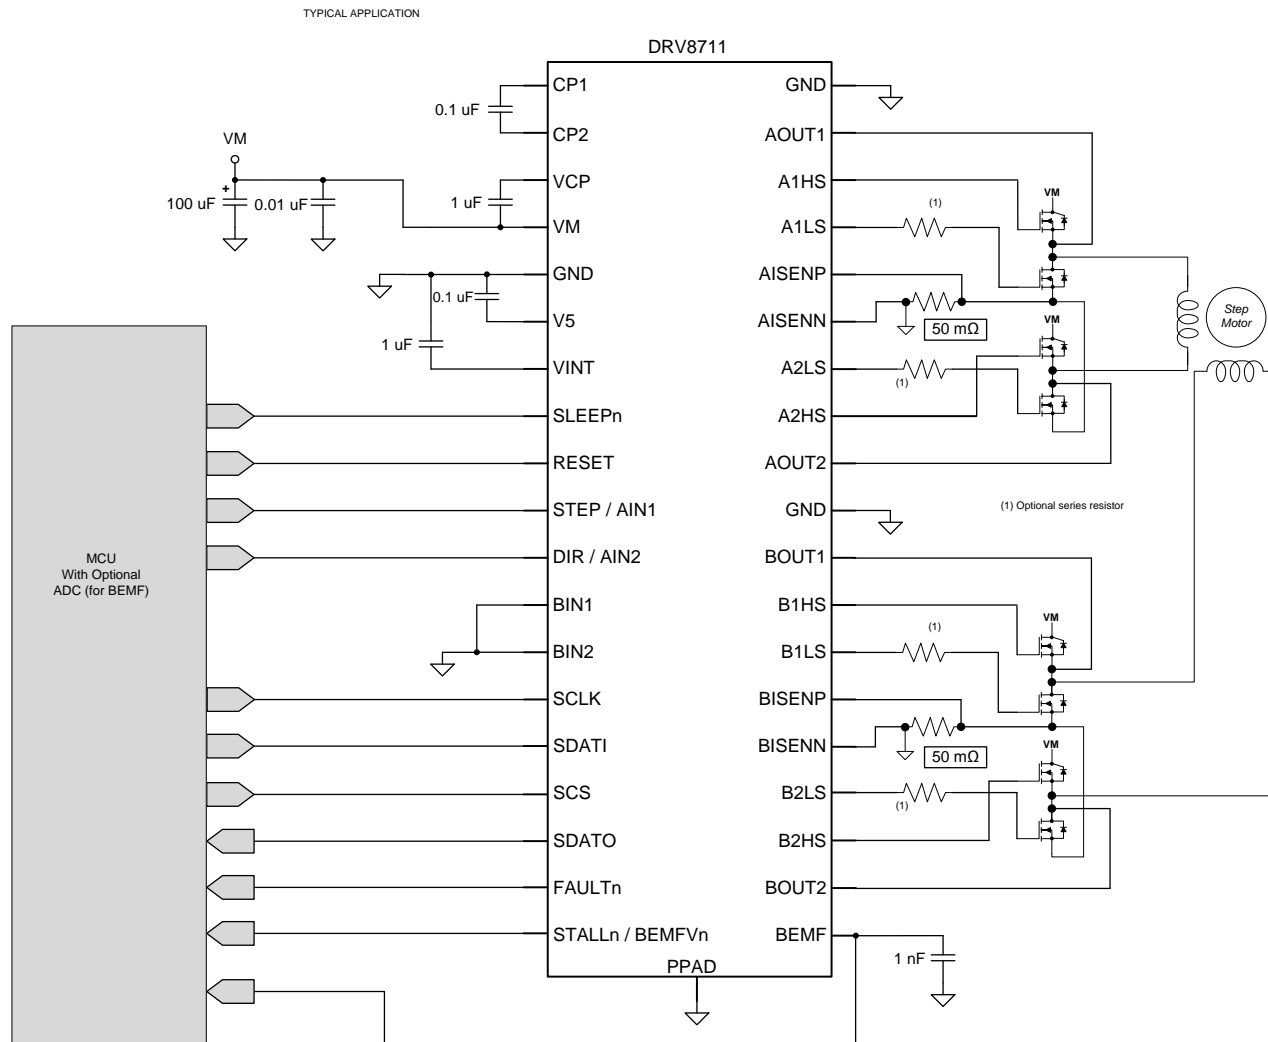 TYPICAL APPLICATION
DRV8711
CP1
CP2
VCP
VM
GND
V5
VINT
SLEEPn
RESET
STEP / AIN1
DIR / AIN2
BIN1
BIN2
SCLK
SDATI
SCS
SDATO
FAULTn
STALLn / BEMFVn
PPAD
GND
AOUT1
A1HS
A1LS
AISENP
AISENN
A2LS
A2HS
AOUT2
GND
BOUT1
B1HS
B1LS
BISENP
BISENN
B2LS
B2HS
BOUT2
BEMF
0.1 uF
VM
+
100 uF
0.01 uF
1 uF
0.1 uF
1 uF
MCU
With Optional
ADC (for BEMF)
(1)
VM
50 mΩ
VM
(1)
Step
Motor
(1) Optional series resistor
(1)
VM
50 mΩ
VM
(1)
1 nF